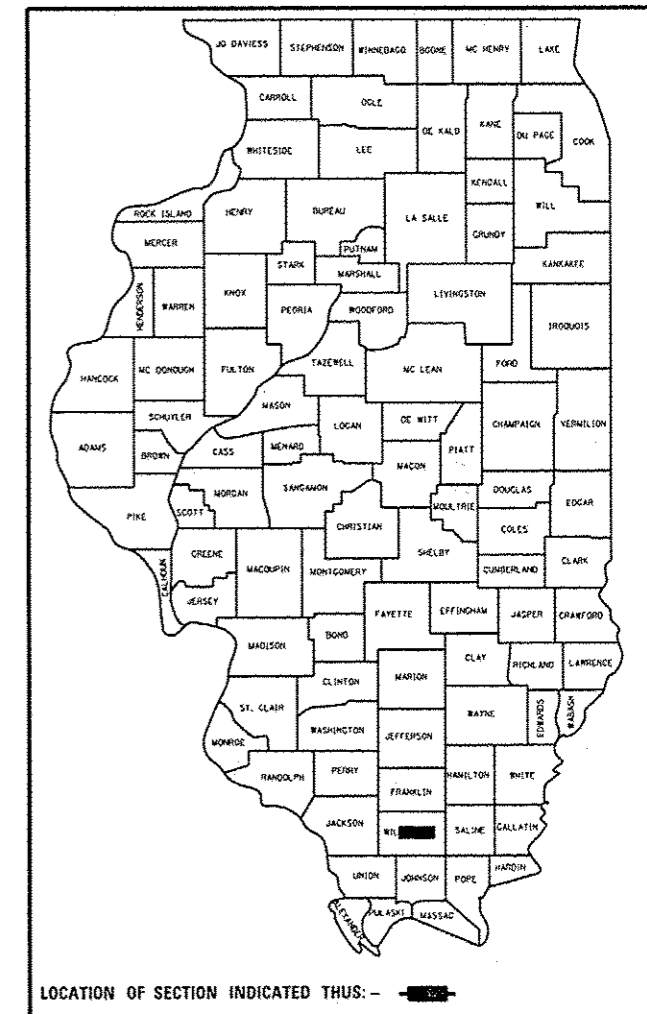 JO DAVIESS STEPHENSON WINNEBAGO BOONE MC HENRY LAKE
CARROLL OGLE DE KALB KANE DU PAGE COOK
WHITESIDE LEE
KENDALL WILL
ROCK ISLAND HENRY BUREAU LA SALLE GRUNDY
MERCER PUTNAM KANKAKEE
STARK MARSHALL
HENDERSON WARREN KNOX PEORIA WOODFORD LIVINGSTON IROQUOIS
HANCOCK MC DONOUGH FULTON TAZEWELL MC LEAN FORD
SCHUYLER MASON LOGAN DE WITT CHAMPAIGN VERMILION
ADAMS BROWN CASS MENARD MACON PIATT
PIKE SCOTT MORGAN SANGAMON CHRISTIAN MOULTRIE DOUGLAS EDGAR
COLES
CALHOUN GREENE MACOUPIN MONTGOMERY SHELBY CUMBERLAND CLARK
JERSEY FAYETTE EFFINGHAM JASPER CRAWFORD
MADISON BOND CLAY RICHLAND LAWRENCE
CLINTON MARION
ST. CLAIR WASHINGTON JEFFERSON WAYNE EDWARDS WABASH
MONROE
RANDOLPH PERRY FRANKLIN HAMILTON WHITE
JACKSON WIL SALINE GALLATIN
UNION JOHNSON POPE HARDIN
ALEXANDER PULASKI MASSAC
LOCATION OF SECTION INDICATED THUS: -